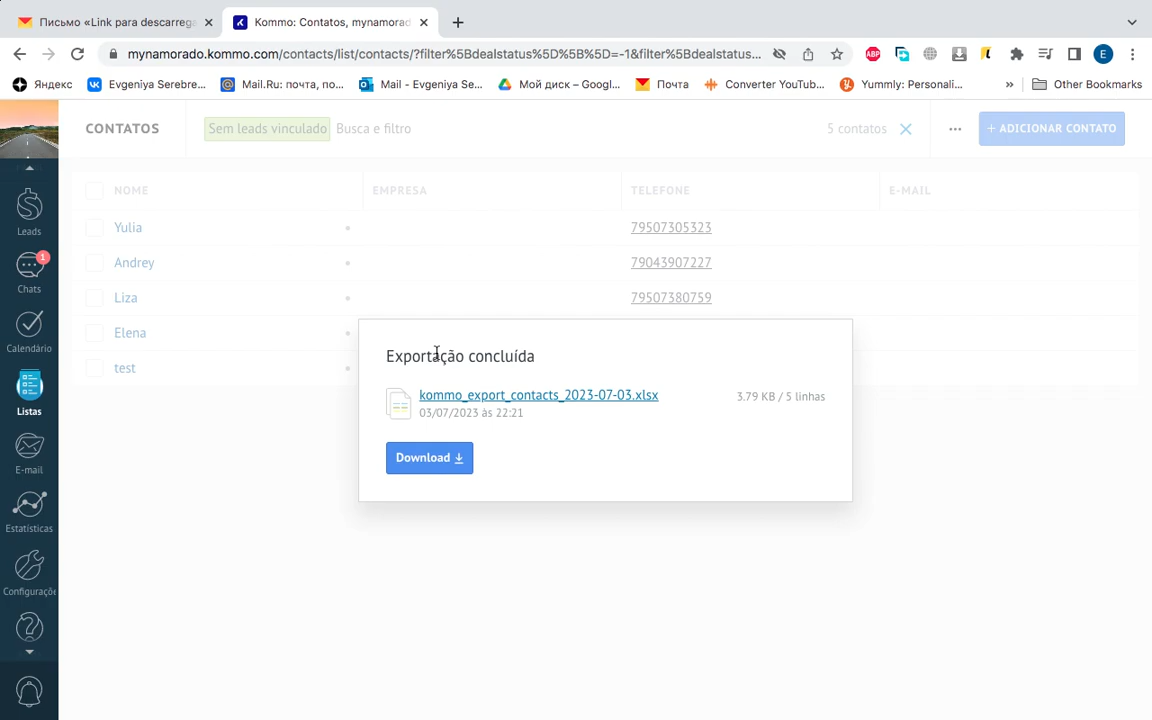 Письмо «Link para descarrega
Kommo: Contatos, mynamorad
mynamorado.kommo.com/contacts/list/contacts/?filter%5Bdealstatus%5D%5B%5D=-1&filter%5Bdealstatus...
ABP
E
Яндекс
Evgeniya Serebre...
Mail.Ru: почта, по...
Mail - Evgeniya Se...
Мой диск – Googl...
Почта
Converter YouTub...
Yummly: Personali...
»
Other Bookmarks
CONTATOS
Sem leads vinculado
Busca e filtro
5 contatos
+ ADICIONAR CONTATO
NOME
EMPRESA
TELEFONE
E-MAIL
Yulia
79507305323
Andrey
79043907227
Liza
79507380759
Elena
test
Leads
1
Chats
Calendário
Listas
E-mail
Estatísticas
Configuraçõe
Exportação concluída
kommo_export_contacts_2023-07-03.xlsx
3.79 KB / 5 linhas
03/07/2023 às 22:21
Download